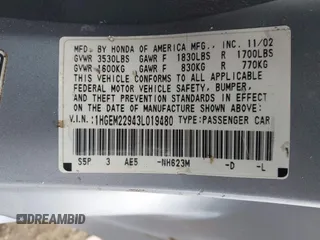 MFD. BY HONDA OF AMERICA MFG., INC. 11/02
GVWR 3530LBS GAWR F 1830LBS R 1700LBS
GVWR 1600KG GAWR F 830KG R 770KG
THIS VEHICLE CONFORMS TO ALL APPLICABLE
FEDERAL MOTOR VEHICLE SAFETY, BUMPER,
AND THEFT PREVENTION STANDARDS IN EFFECT
ON THE DATE OF MANUFACTURE SHOWN ABOVE.
V.I.N.:1HGEM22943L019480 TYPE:PASSENGER CAR
S5P 3 AE5 -NH623M -D -L
@DREAMBID